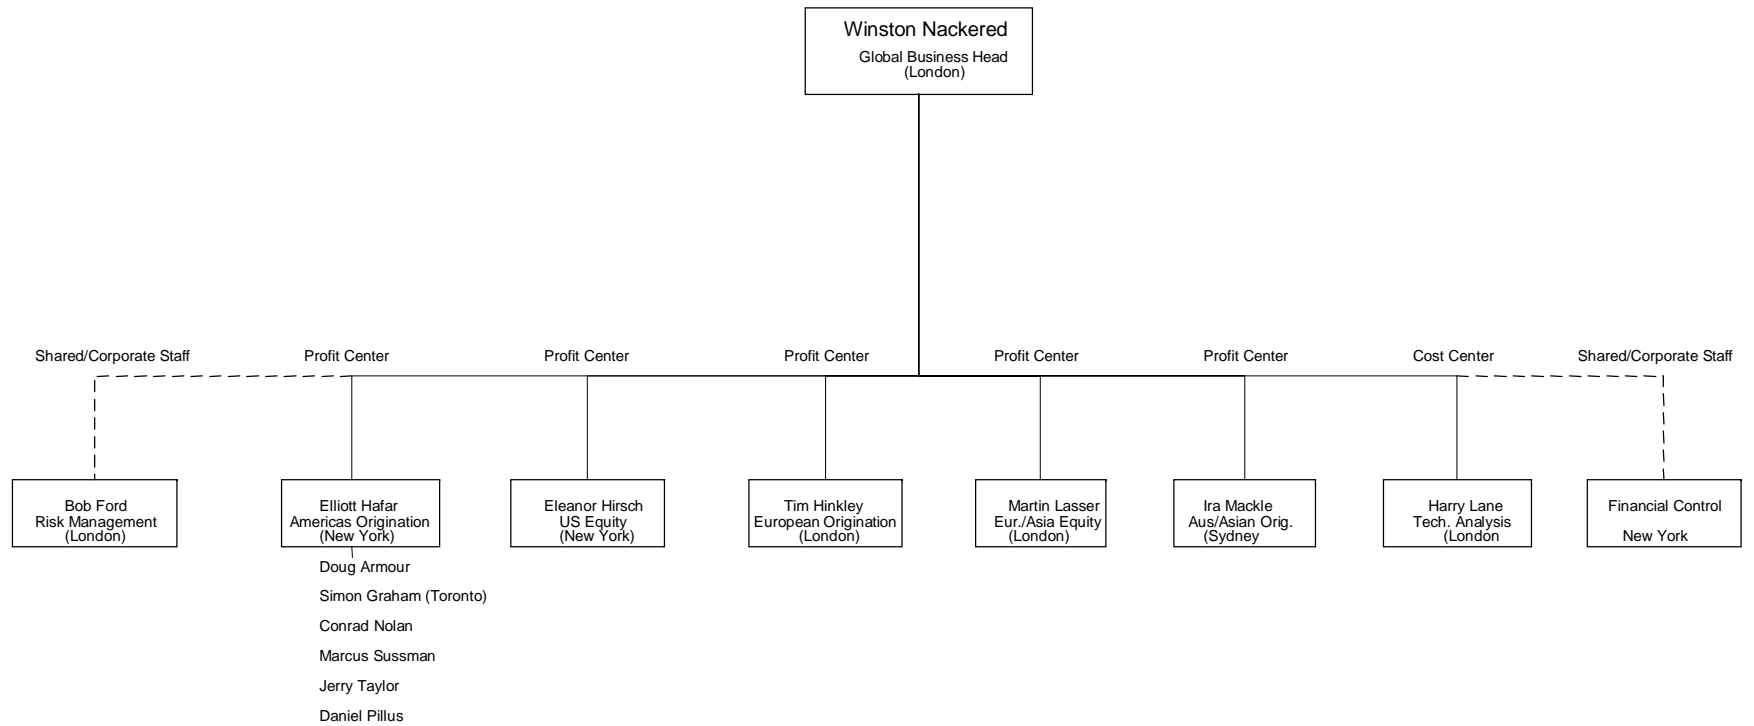 Winston Nackered
Global Business Head
(London)
Shared/Corporate Staff
Profit Center
Profit Center
Profit Center
Profit Center
Profit Center
Cost Center
Shared/Corporate Staff
Bob Ford
Risk Management
(London)
Elliott Hafar
Americas Origination
(New York)
Eleanor Hirsch
US Equity
(New York)
Tim Hinkley
European Origination
(London)
Martin Lasser
Eur./Asia Equity
(London)
Ira Mackle
Aus/Asian Orig.
(Sydney
Harry Lane
Tech. Analysis
(London
Financial Control
New York
Doug Armour
Simon Graham (Toronto)
Conrad Nolan
Marcus Sussman
Jerry Taylor
Daniel Pillus